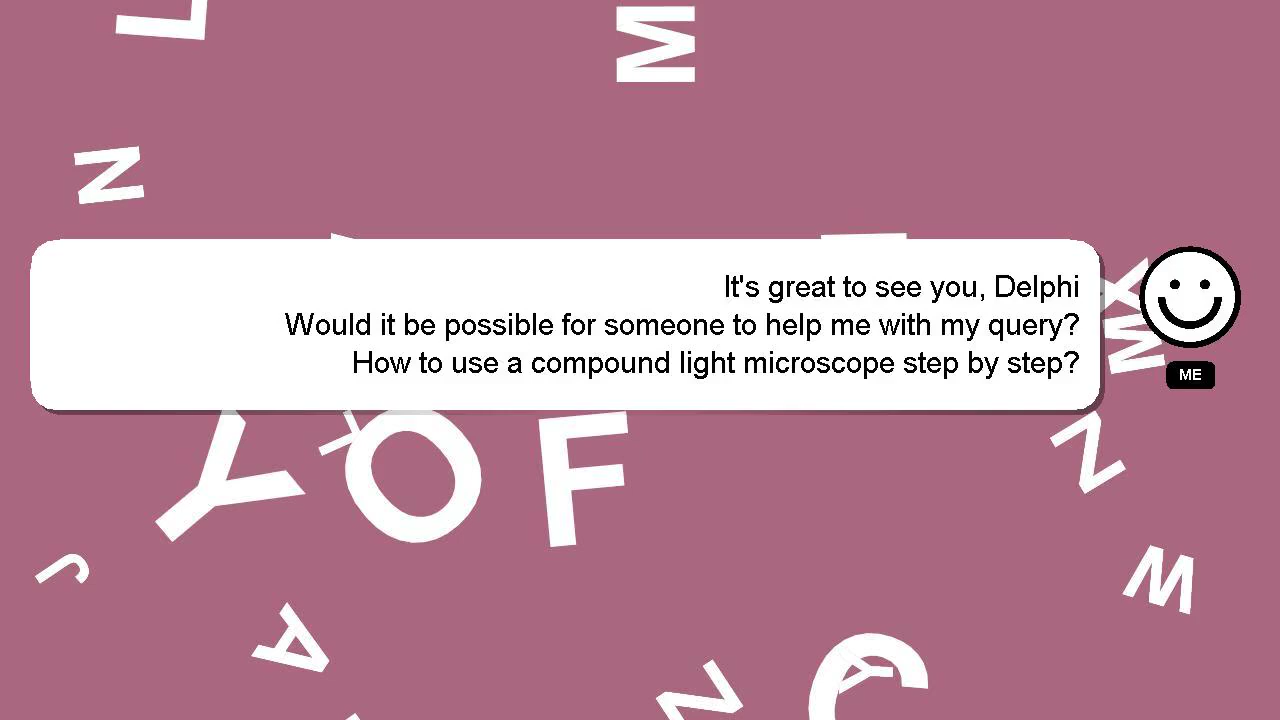 It's great to see you, Delphi
Would it be possible for someone to help me with my query?
How to use a compound light microscope step by step?
ME